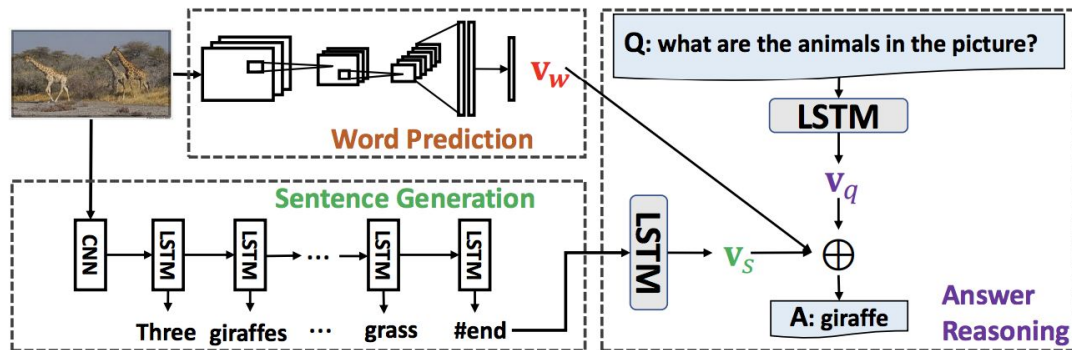 Q: what are the animals in the picture?
LSTM
v_q
v_w
Word Prediction
Sentence Generation
CNN
LSTM
LSTM
...
LSTM
LSTM
LSTM
v_s
⊕
Three giraffes ... grass #end
A: giraffe
Answer
Reasoning